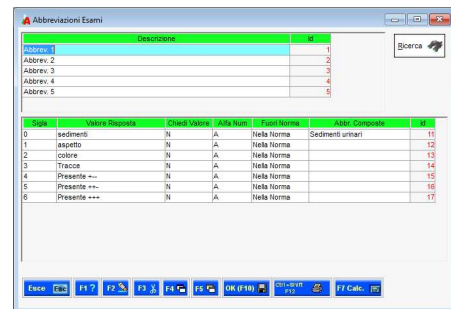 Abbreviazioni Esami
Descrizione Id
Abbrev. 1 1
Abbrev. 2 2
Abbrev. 3 3
Abbrev. 4 4
Abbrev. 5 5
Ricerca
Sigla Valore Risposta Chiedi Valore Alfa Num. Fuori Norma Abbr. Composte Id
0 sedimenti N A Nella Norma Sedimenti urinari 11
1 aspetto N A Nella Norma 12
2 colore N A Nella Norma 13
3 Tracce N A Nella Norma 14
4 Presente +-- N A Nella Norma 15
5 Presente ++- N A Nella Norma 16
6 Presente +++ N A Nella Norma 17
Esce Esc F1 ? F2 F3 F4 F5 OK (F10) Ctrl+Shift F12 F7 Calc.